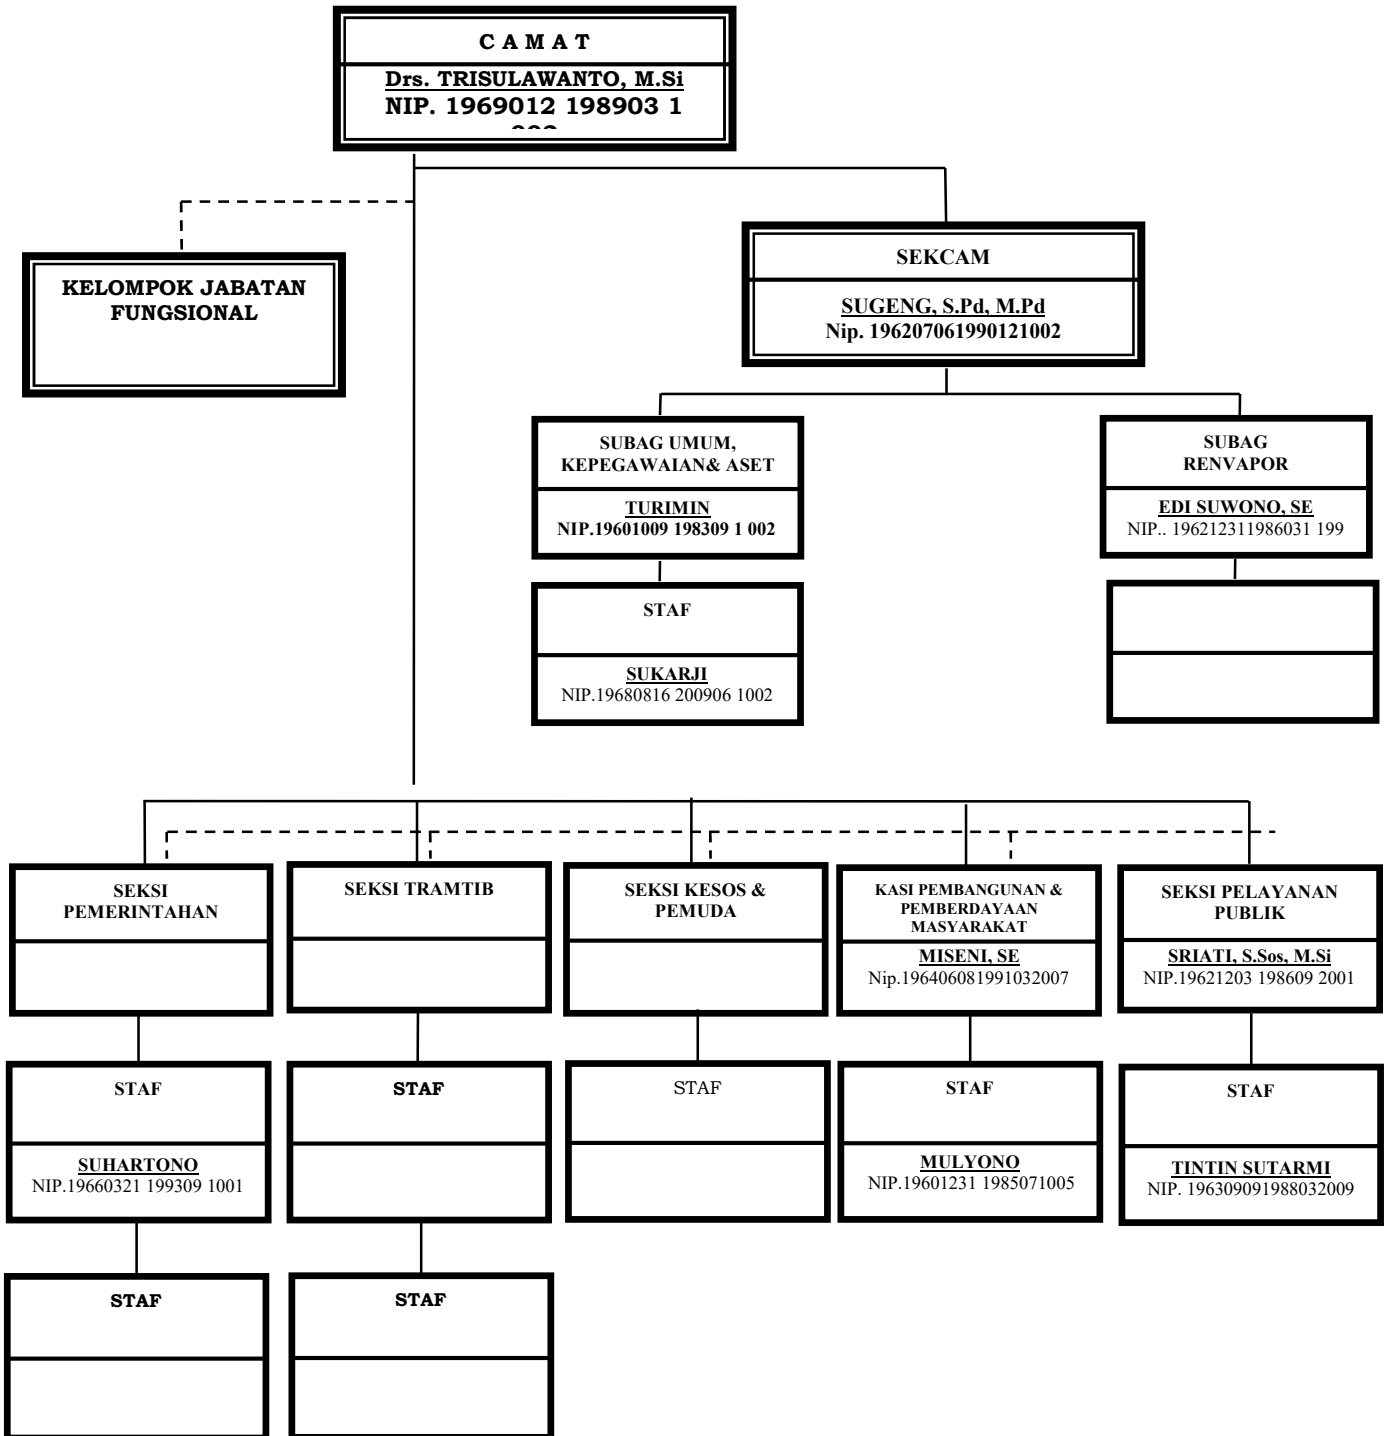 C A M A T
Drs. TRISULAWANTO, M.Si
NIP. 1969012 198903 1
KELOMPOK JABATAN
FUNGSIONAL
SEKCAM
SUGENG, S.Pd, M.Pd
Nip. 196207061990121002
SUBAG UMUM,
KEPEGAWAIAN& ASET
TURIMIN
NIP.19601009 198309 1 002
SUBAG
RENVAPOR
EDI SUWONO, SE
NIP.. 196212311986031 199
STAF
SUKARJI
NIP.19680816 200906 1002
SEKSI
PEMERINTAHAN
SEKSI TRAMTIB
SEKSI KESOS &
PEMUDA
KASI PEMBANGUNAN &
PEMBERDAYAAN
MASYARAKAT
MISENI, SE
Nip.196406081991032007
SEKSI PELAYANAN
PUBLIK
SRIATI, S.Sos, M.Si
NIP.19621203 198609 2001
STAF
SUHARTONO
NIP.19660321 199309 1001
STAF
STAF
STAF
MULYONO
NIP.19601231 1985071005
STAF
TINTIN SUTARMI
NIP. 196309091988032009
STAF
STAF